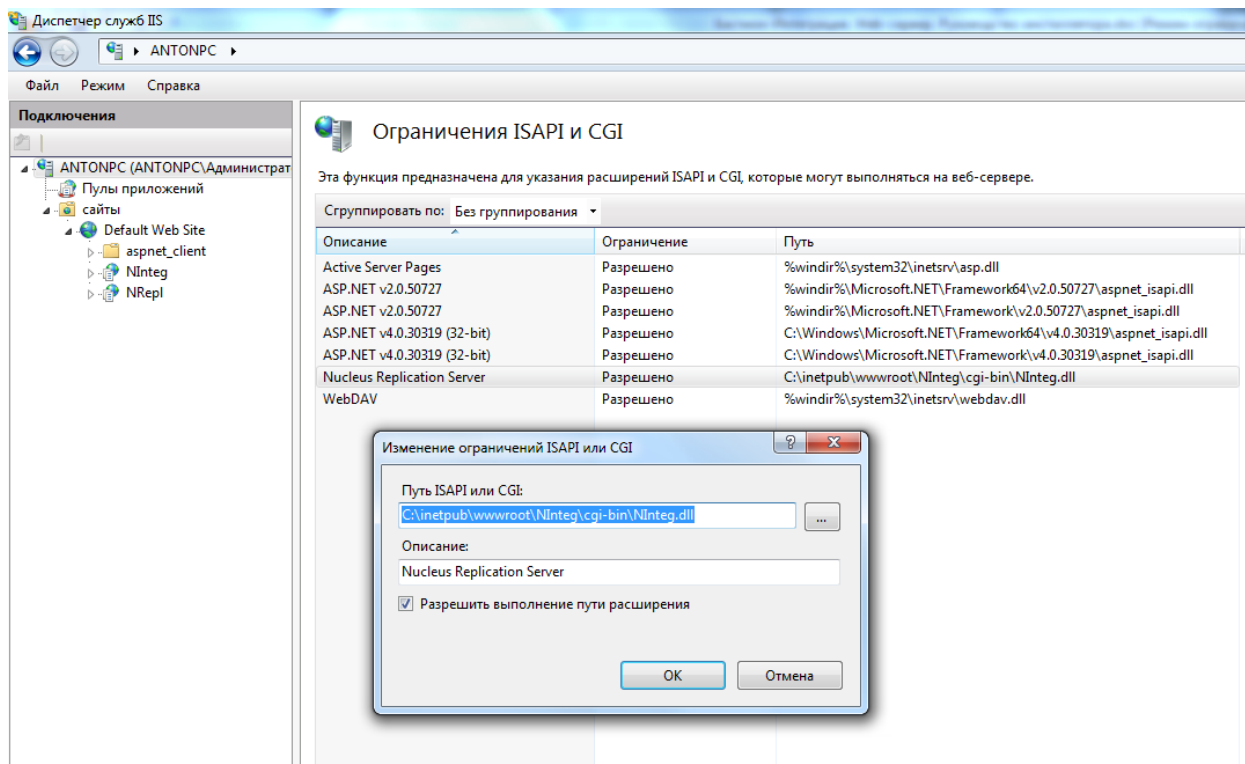 Диспетчер служб IIS
ANTONPC
Файл Режим Справка
Подключения
ANTONPC (ANTONPC\Администрат
Пулы приложений
сайты
Default Web Site
aspnet_client
NInteg
NRepl
Ограничения ISAPI и CGI
Эта функция предназначена для указания расширений ISAPI и CGI, которые могут выполняться на веб-сервере.
Сгруппировать по: Без группирования
Описание Ограничение Путь
Active Server Pages Разрешено %windir%\system32\inetsrv\asp.dll
ASP.NET v2.0.50727 Разрешено %windir%\Microsoft.NET\Framework64\v2.0.50727\aspnet_isapi.dll
ASP.NET v2.0.50727 Разрешено %windir%\Microsoft.NET\Framework\v2.0.50727\aspnet_isapi.dll
ASP.NET v4.0.30319 (32-bit) Разрешено C:\Windows\Microsoft.NET\Framework64\v4.0.30319\aspnet_isapi.dll
ASP.NET v4.0.30319 (32-bit) Разрешено C:\Windows\Microsoft.NET\Framework\v4.0.30319\aspnet_isapi.dll
Nucleus Replication Server Разрешено C:\inetpub\wwwroot\NInteg\cgi-bin\NInteg.dll
WebDAV Разрешено %windir%\system32\inetsrv\webdav.dll
Изменение ограничений ISAPI или CGI
Путь ISAPI или CGI:
C:\inetpub\wwwroot\NInteg\cgi-bin\NInteg.dll
...
Описание:
Nucleus Replication Server
Разрешить выполнение пути расширения
OK Отмена